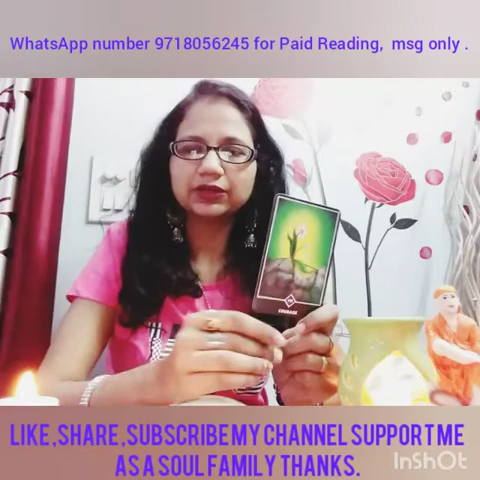 WhatsApp number 9718056245 for Paid Reading,  msg only .
COURAGE
LIKE ,SHARE ,SUBSCRIBE MY CHANNEL SUPPORT ME
AS A SOUL FAMILY THANKS.
InShOt